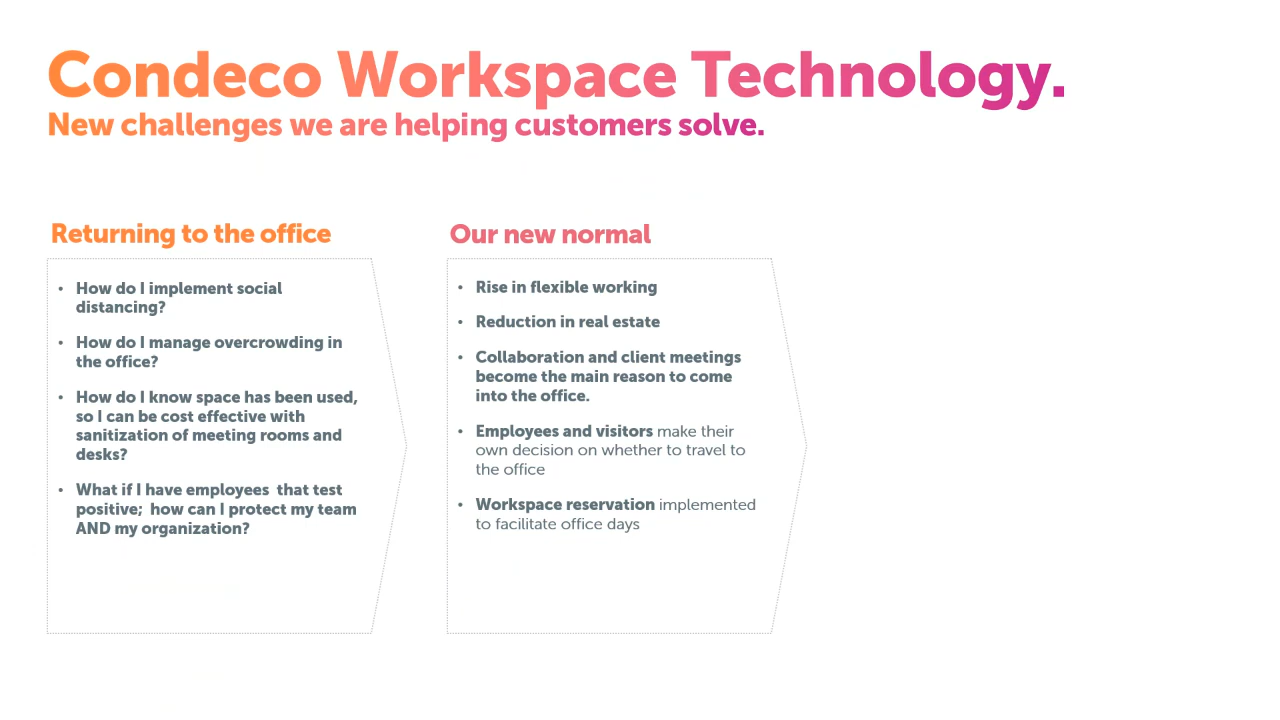 Condeco Workspace Technology.
New challenges we are helping customers solve.
Returning to the office
• How do I implement social
distancing?
• How do I manage overcrowding in
the office?
• How do I know space has been used,
so I can be cost effective with
sanitization of meeting rooms and
desks?
• What if I have employees  that test
positive;  how can I protect my team
AND my organization?
Our new normal
• Rise in flexible working
• Reduction in real estate
• Collaboration and client meetings
become the main reason to come
into the office.
• Employees and visitors make their
own decision on whether to travel to
the office
• Workspace reservation implemented
to facilitate office days